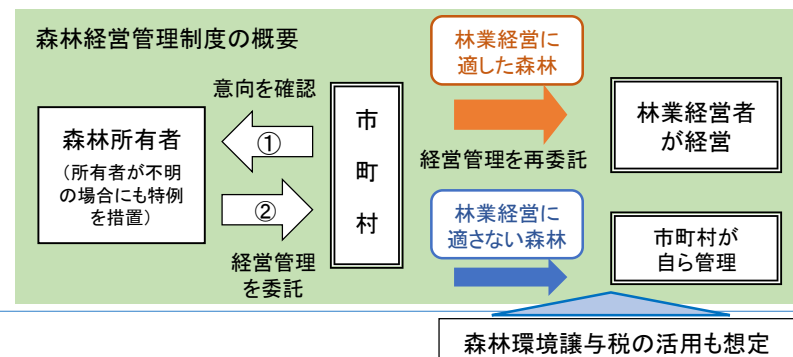 森林経営管理制度の概要
意向を確認
森林所有者
(所有者が不明
の場合にも特例
を措置)
①
②
経営管理
を委託
市
町
村
林業経営に
適した森林
経営管理を再委託
林業経営者
が経営
林業経営に
適さない森林
市町村が
自ら管理
森林環境譲与税の活用も想定